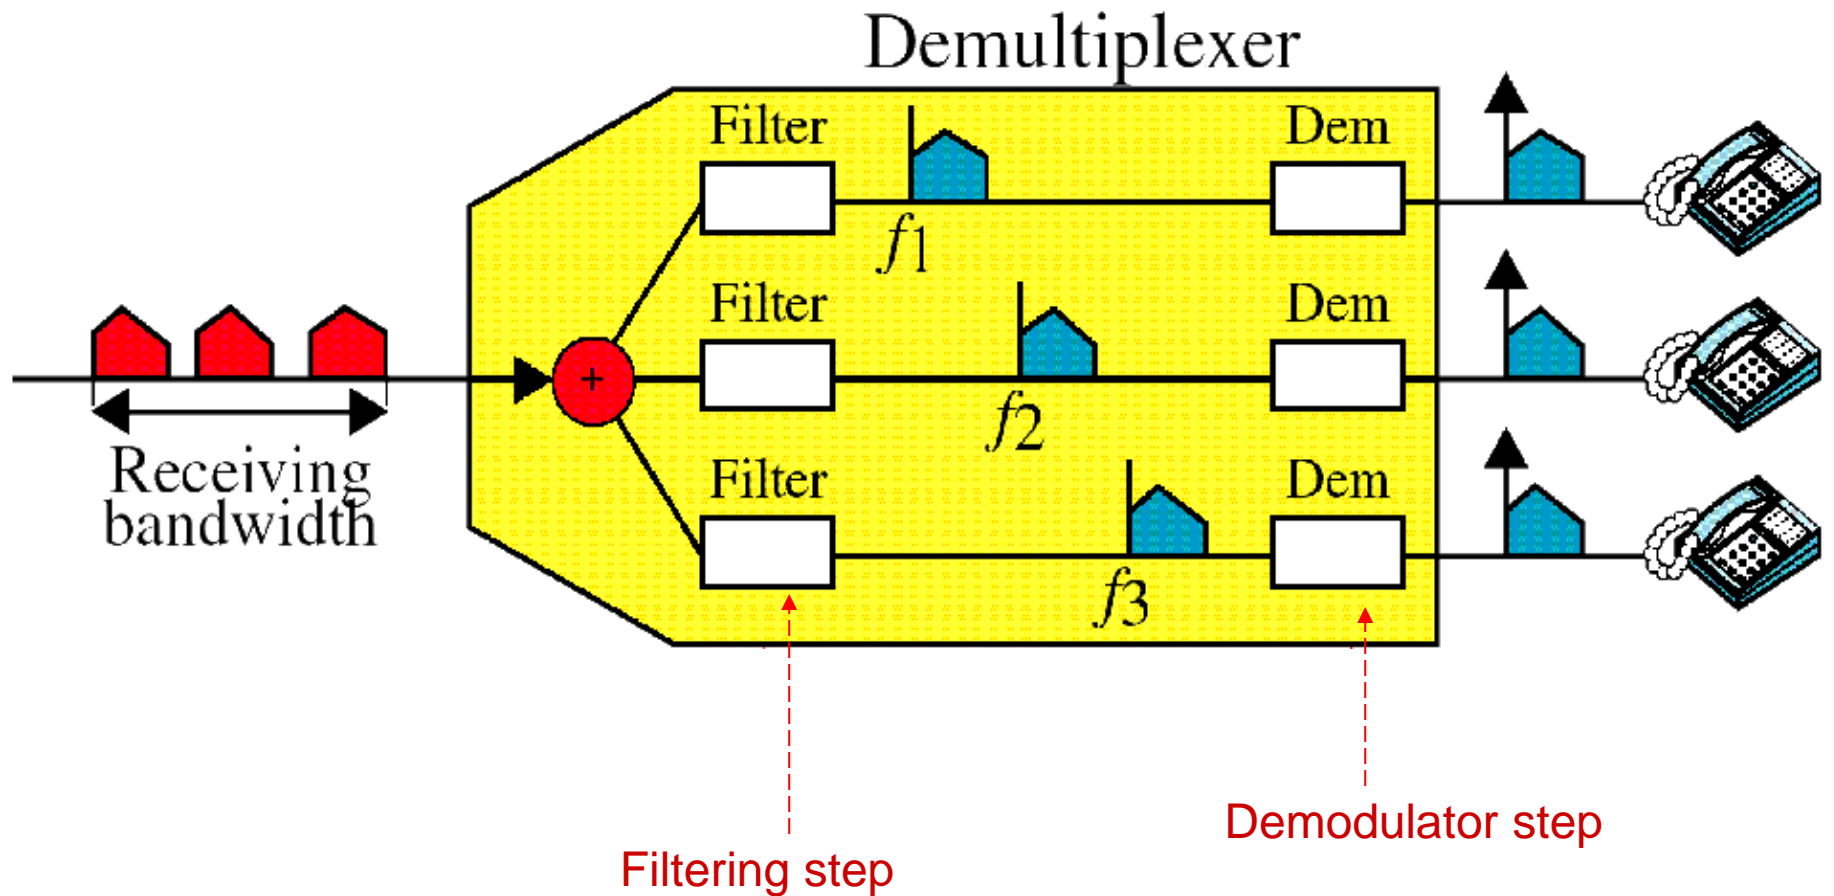 Demultiplexer
Filter
Dem
f1
Filter
Dem
+
f2
Receiving
bandwidth
Filter
Dem
f3
Demodulator step
Filtering step